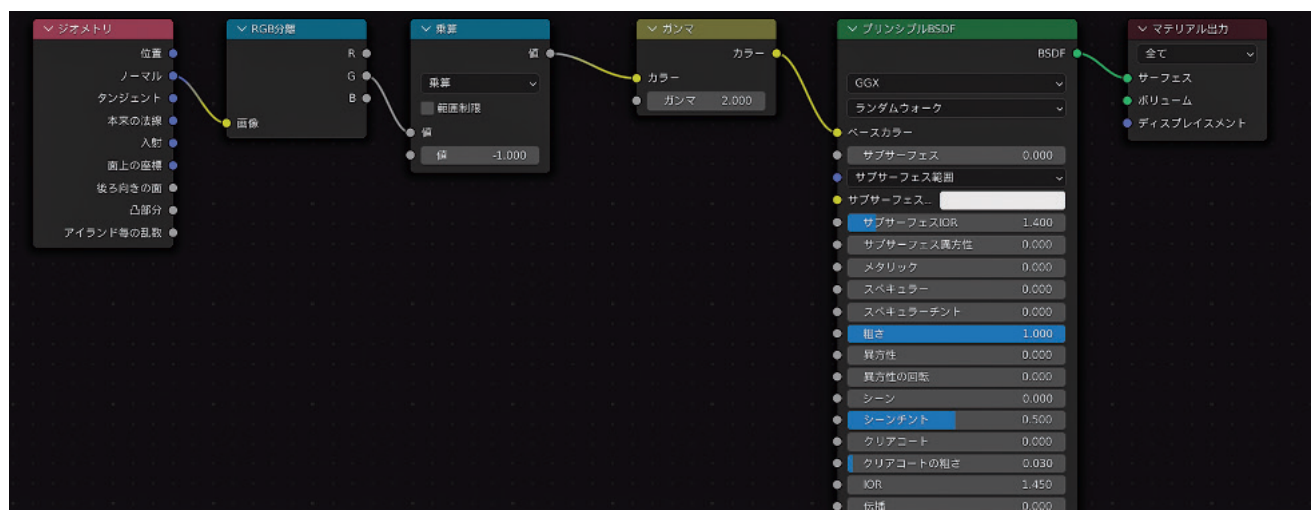 ジオメトリ
位置
ノーマル
タンジェント
本来の法線
入射
面上の座標
後ろ向きの面
凸部分
アイランド毎の乱数
RGB分離
R
G
B
画像
乗算
値
乗算
範囲制限
値
値 -1.000
ガンマ
カラー
カラー
ガンマ 2.000
プリンシプルBSDF
BSDF
GGX
ランダムウォーク
ベースカラー
サブサーフェス 0.000
サブサーフェス範囲
サブサーフェス...
サブサーフェスIOR 1.400
サブサーフェス異方性 0.000
メタリック 0.000
スペキュラー 0.000
スペキュラーチント 0.000
粗さ 1.000
異方性 0.000
異方性の回転 0.000
シーン 0.000
シーンチント 0.500
クリアコート 0.000
クリアコートの粗さ 0.030
IOR 1.450
伝播 0.000
マテリアル出力
全て
サーフェス
ボリューム
ディスプレイスメント